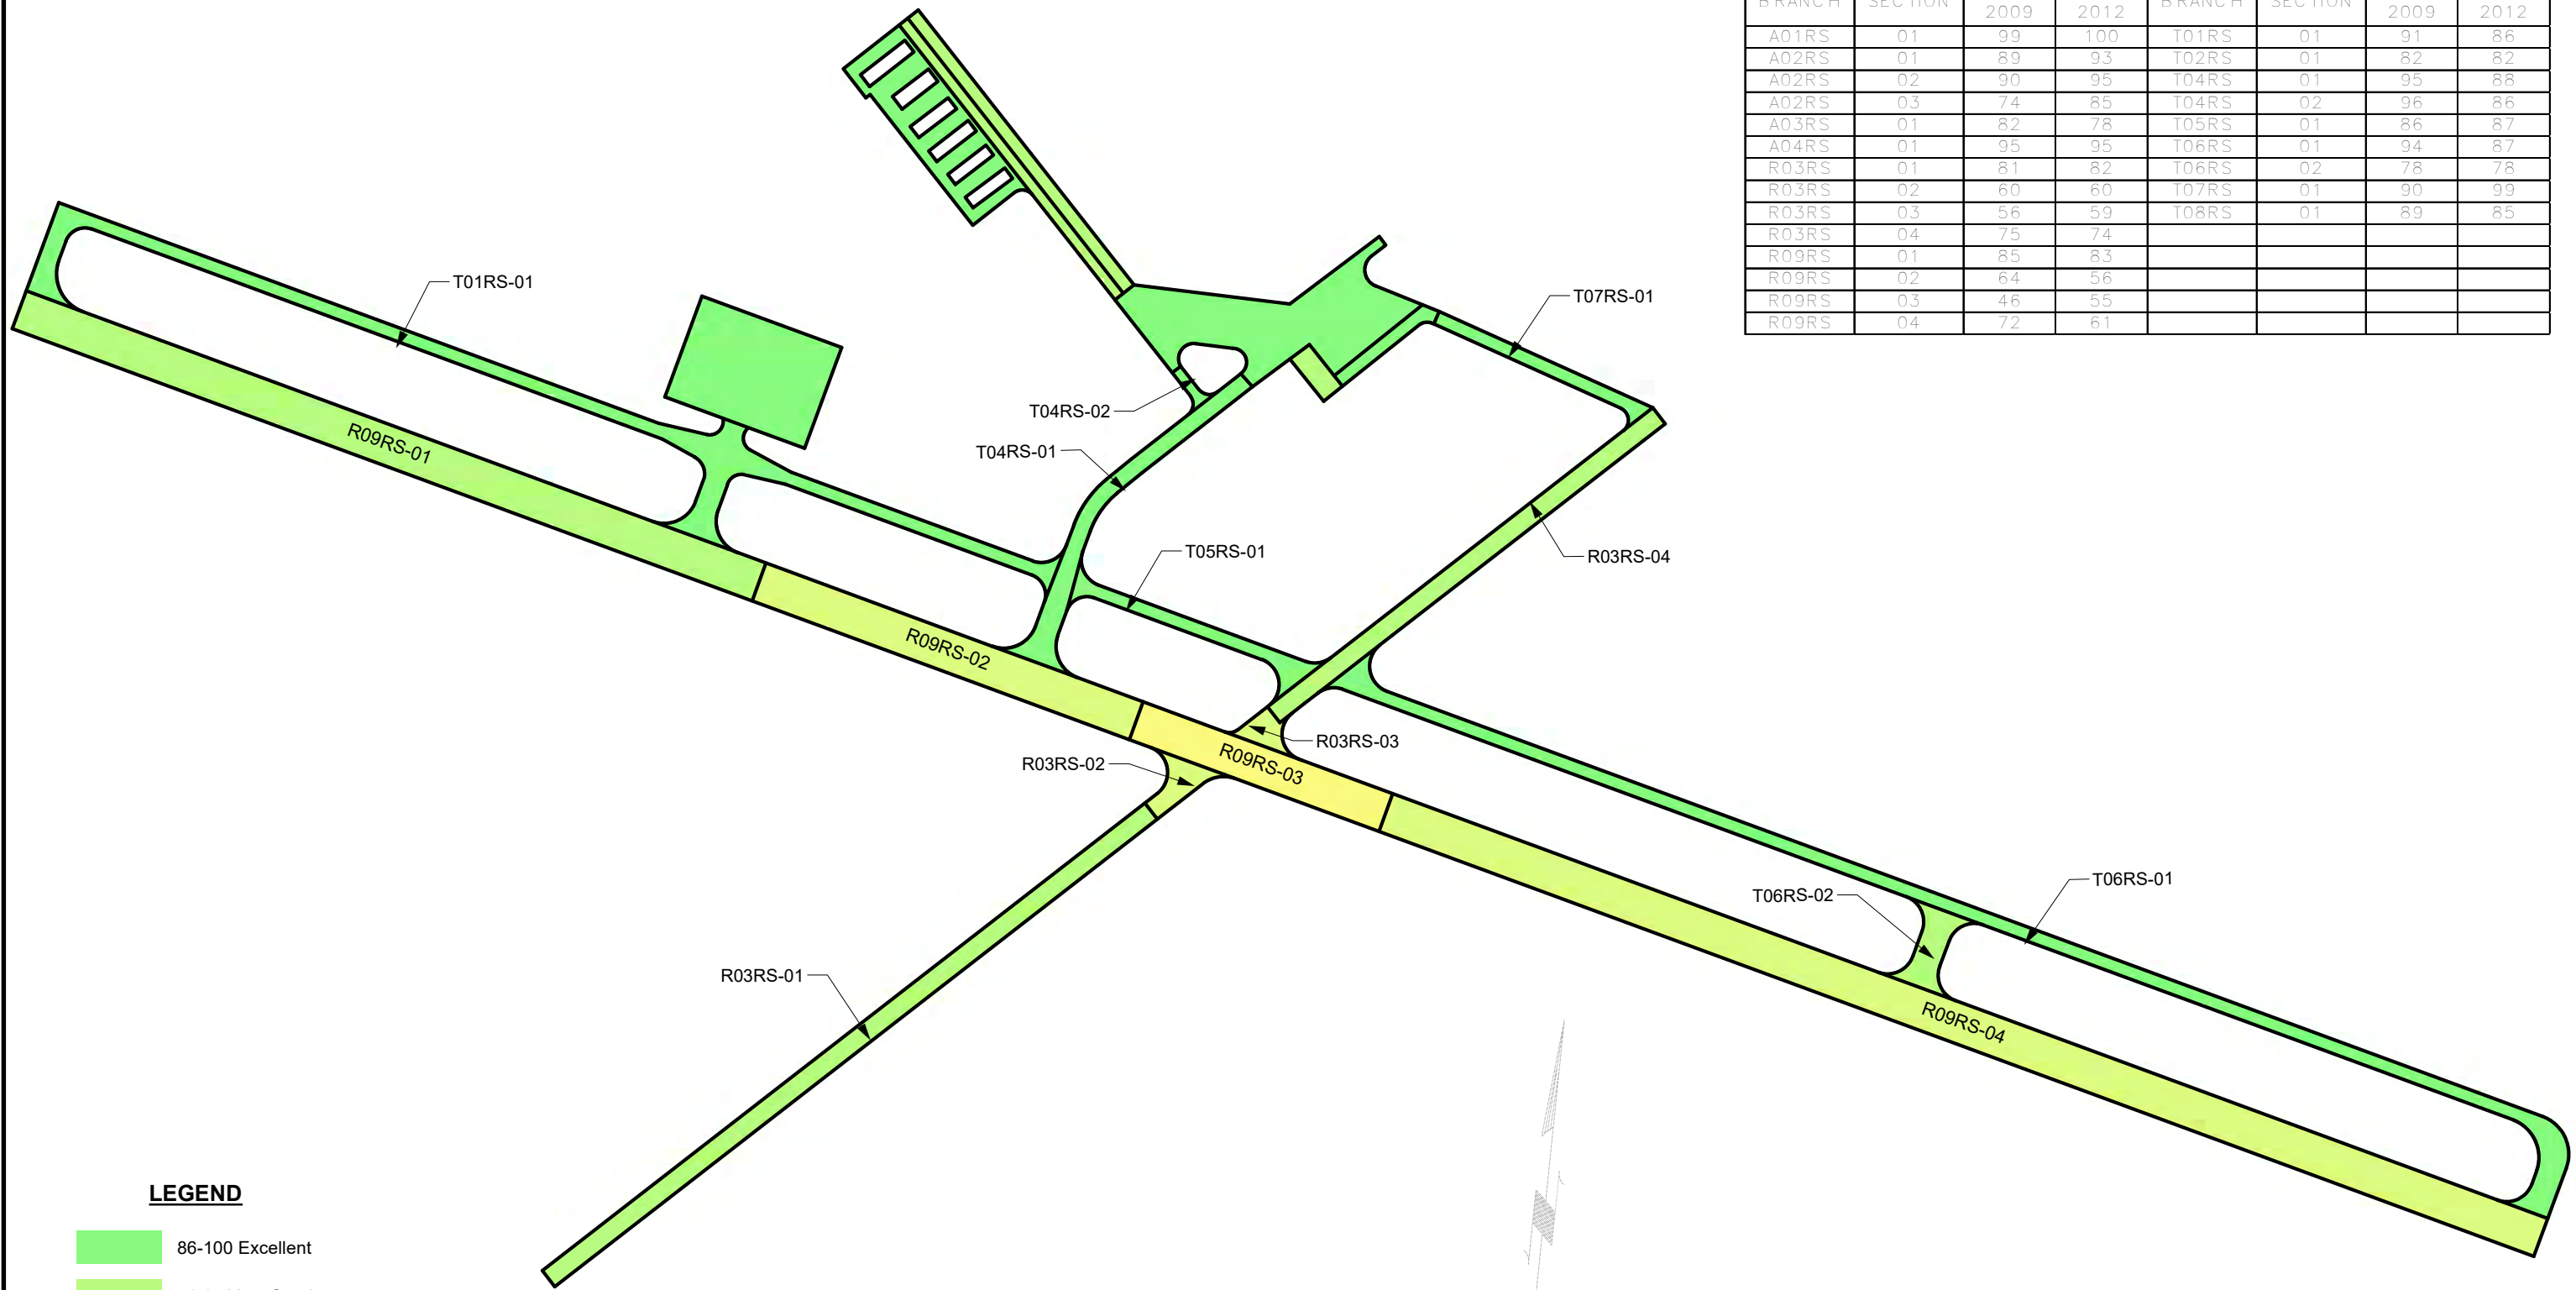 BRANCH SECTION 2009 2012 BRANCH SECTION 2009 2012
A01RS 01 99 100 T01RS 01 91 86
A02RS 01 89 93 T02RS 01 82 82
A02RS 02 90 95 T04RS 01 95 88
A02RS 03 74 85 T04RS 02 96 86
A03RS 01 82 78 T05RS 01 86 87
A04RS 01 95 95 T06RS 01 94 87
R03RS 01 81 82 T06RS 02 78 78
R03RS 02 60 60 T07RS 01 90 99
R03RS 03 56 59 T08RS 01 89 85
R03RS 04 75 74
R09RS 01 85 83
R09RS 02 64 56
R09RS 03 46 55
R09RS 04 72 61
T01RS-01
T07RS-01
T04RS-02
R09RS-01
T04RS-01
T05RS-01
R03RS-04
R09RS-02
R03RS-03
R03RS-02
R09RS-03
T06RS-01
T06RS-02
R03RS-01
R09RS-04
LEGEND
86-100 Excellent